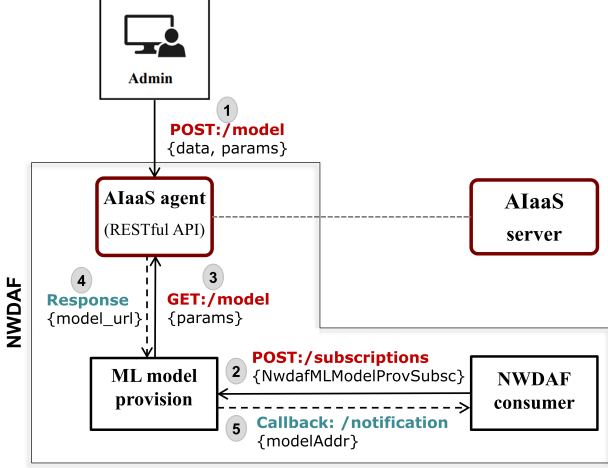 Admin
1
POST:/model
{data, params}
AIaaS agent
(RESTful API)
AIaaS
server
4
3
Response
{model_url}
GET:/model
{params}
NWDAF
ML model
provision
2
POST:/subscriptions
{NwdafMLModelProvSubsc}
NWDAF
consumer
5
Callback: /notification
{modelAddr}